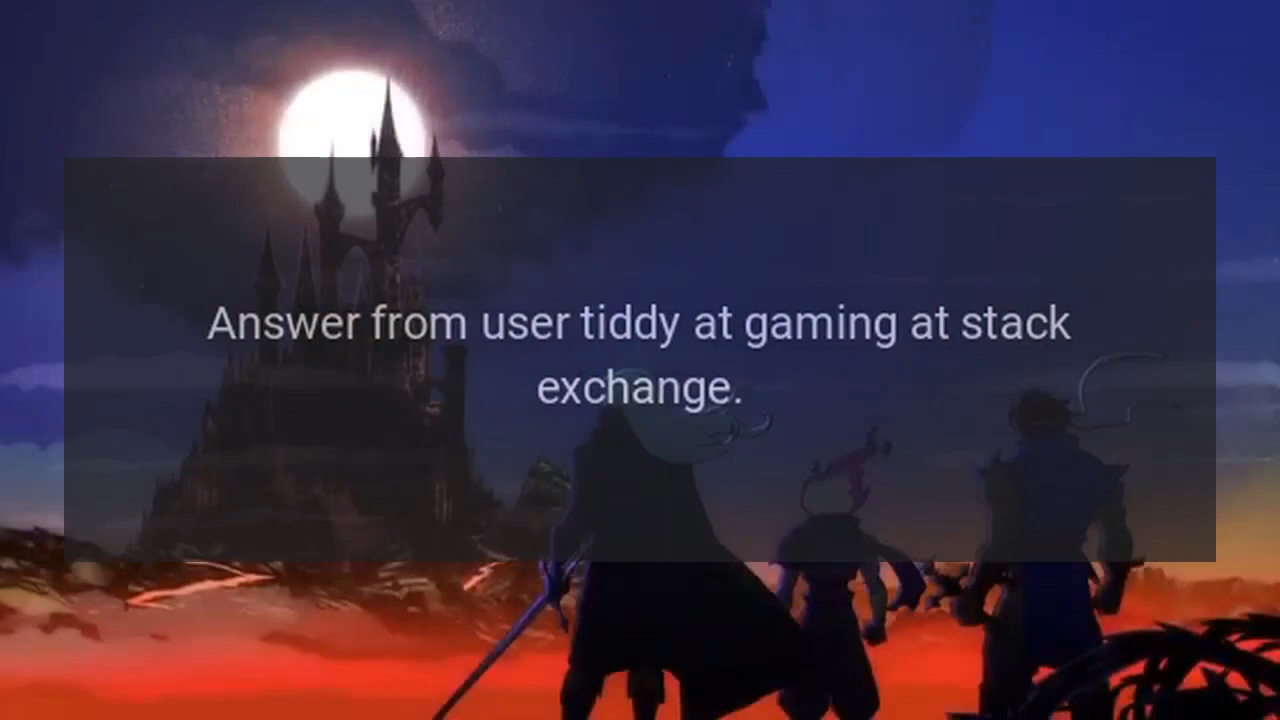 Answer from user tiddy at gaming at stack
exchange.